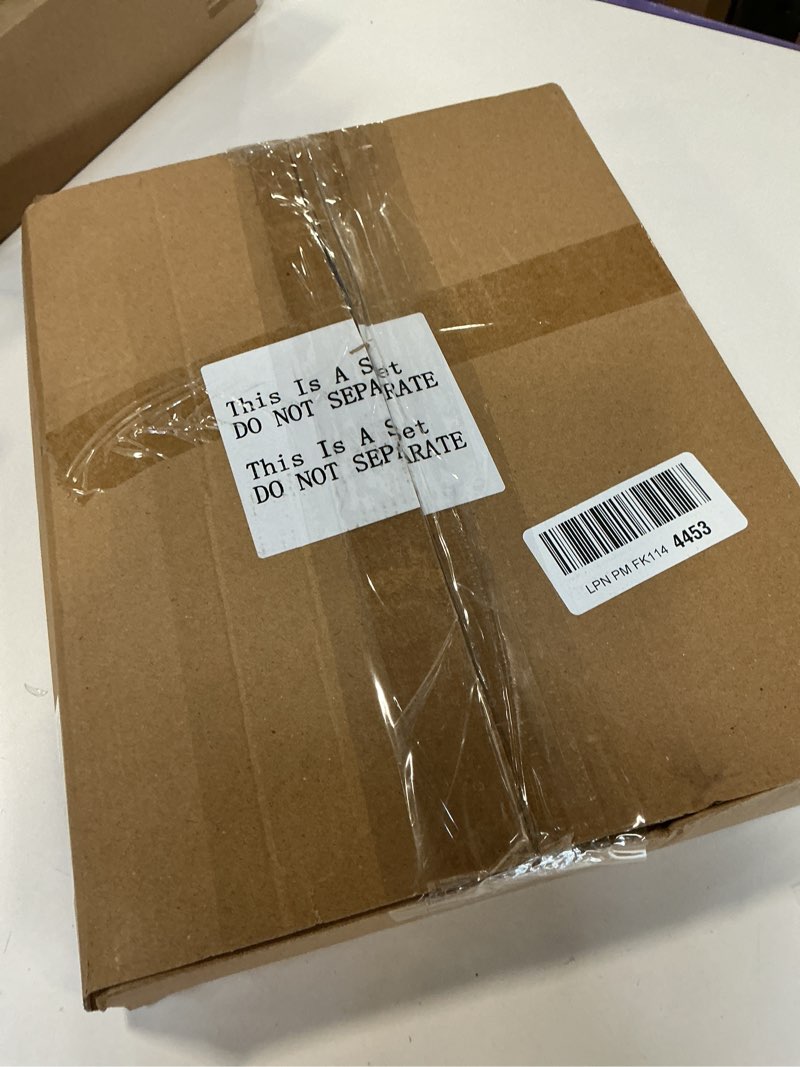 This Is A Set
DO NOT SEPARATE
This Is A Set
DO NOT SEPARATE
LPN PM FK114 4453